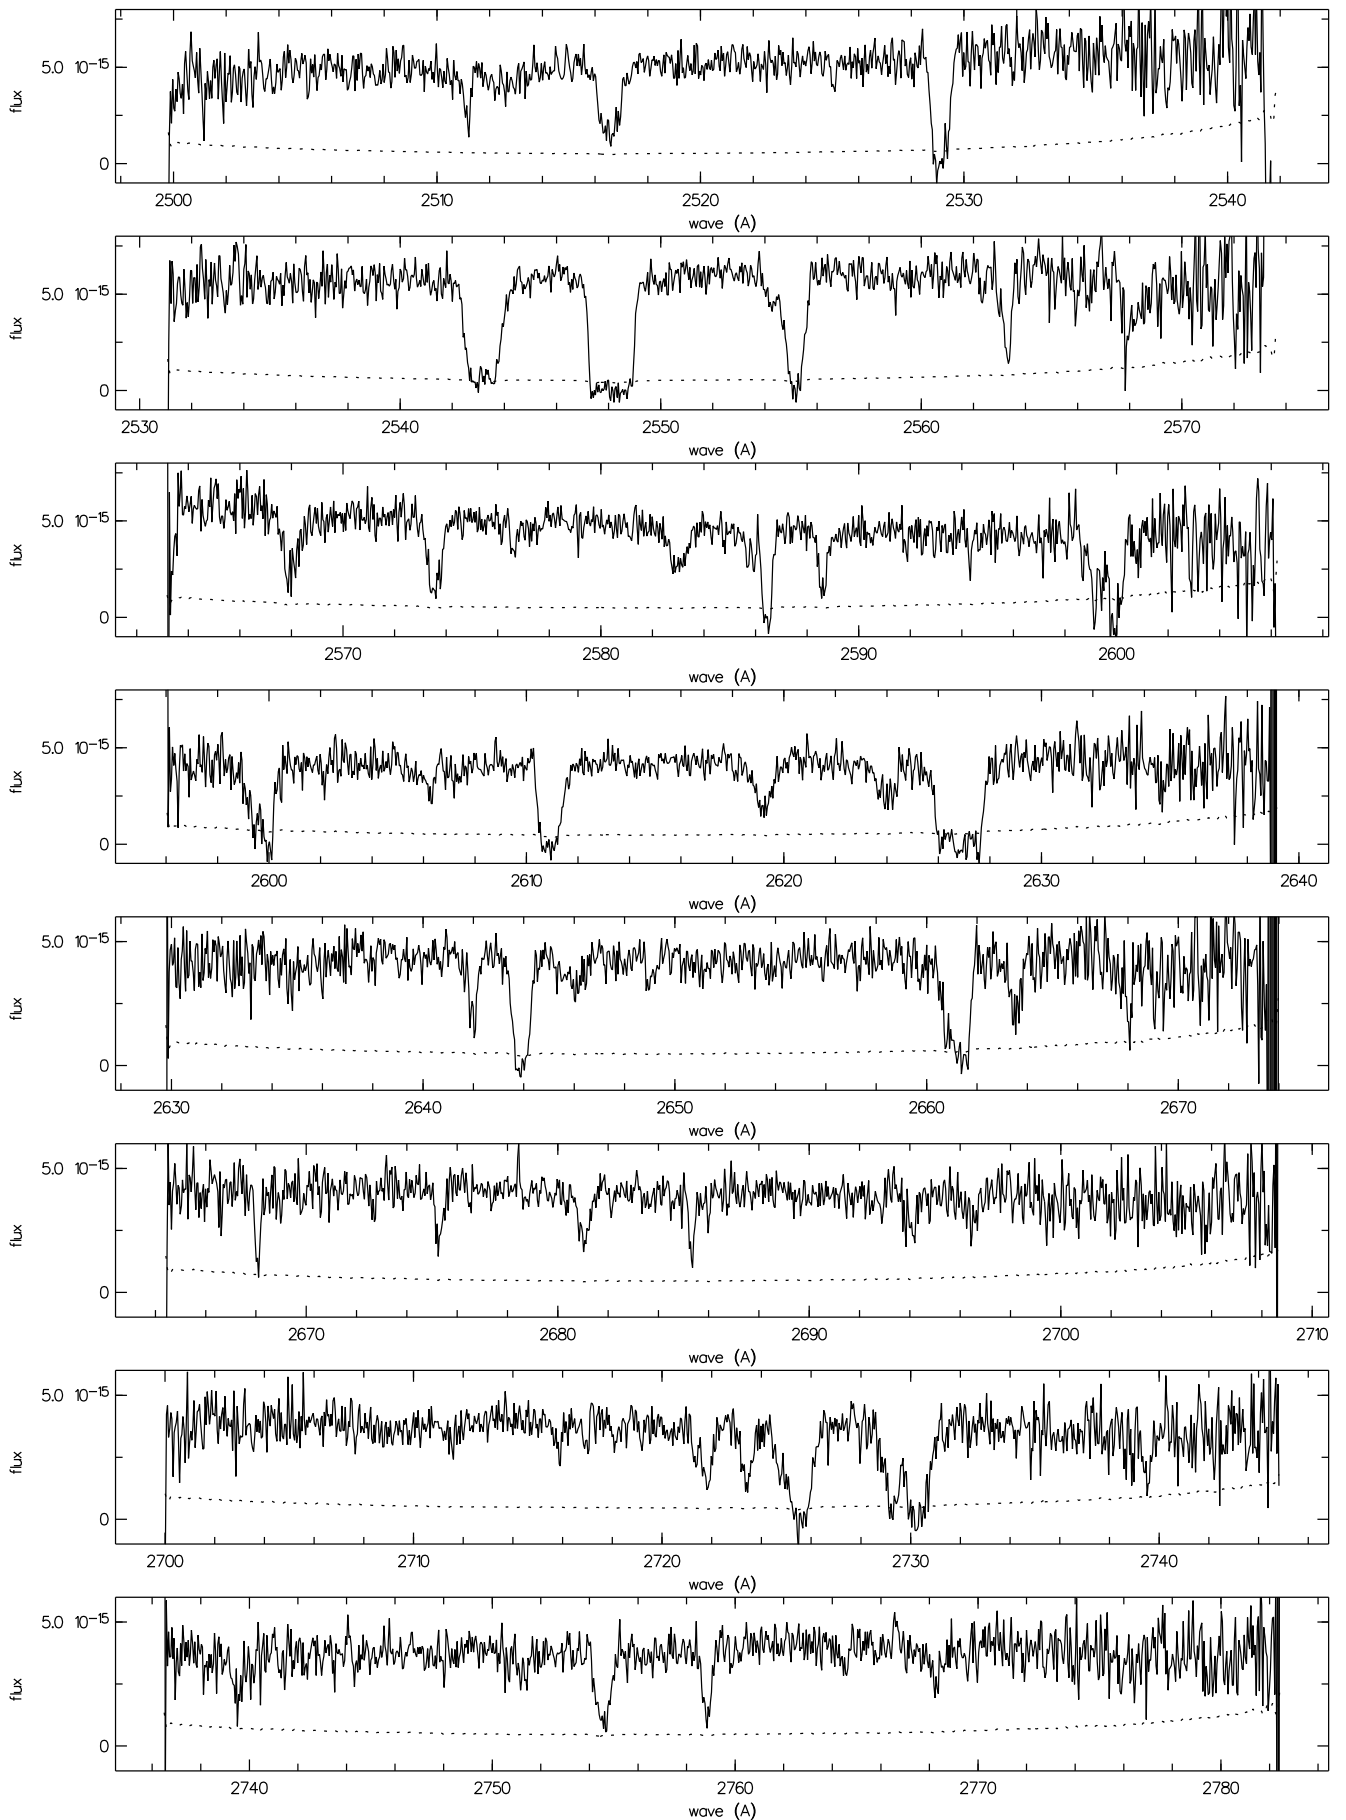 5.0 10-15
flux
0
2500 2510 2520 2530 2540
wave (A)
5.0 10-15
flux
0
2530 2540 2550 2560 2570
wave (A)
5.0 10-15
flux
0
2570 2580 2590 2600
wave (A)
5.0 10-15
flux
0
2600 2610 2620 2630 2640
wave (A)
5.0 10-15
flux
0
2630 2640 2650 2660 2670
wave (A)
5.0 10-15
flux
0
2670 2680 2690 2700 2710
wave (A)
5.0 10-15
flux
0
2700 2710 2720 2730 2740
wave (A)
5.0 10-15
flux
0
2740 2750 2760 2770 2780
wave (A)